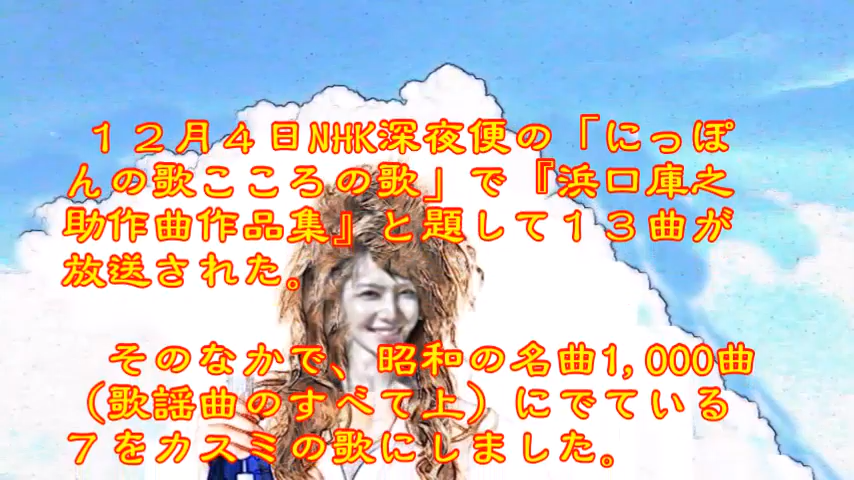 １２月４日NHK深夜便の「にっぽ
んの歌こころの歌」で『浜口庫之
助作曲作品集』と題して１３曲が
放送された。
そのなかで、昭和の名曲1,000曲
（歌謡曲のすべて上）にでている
７をカスミの歌にしました。